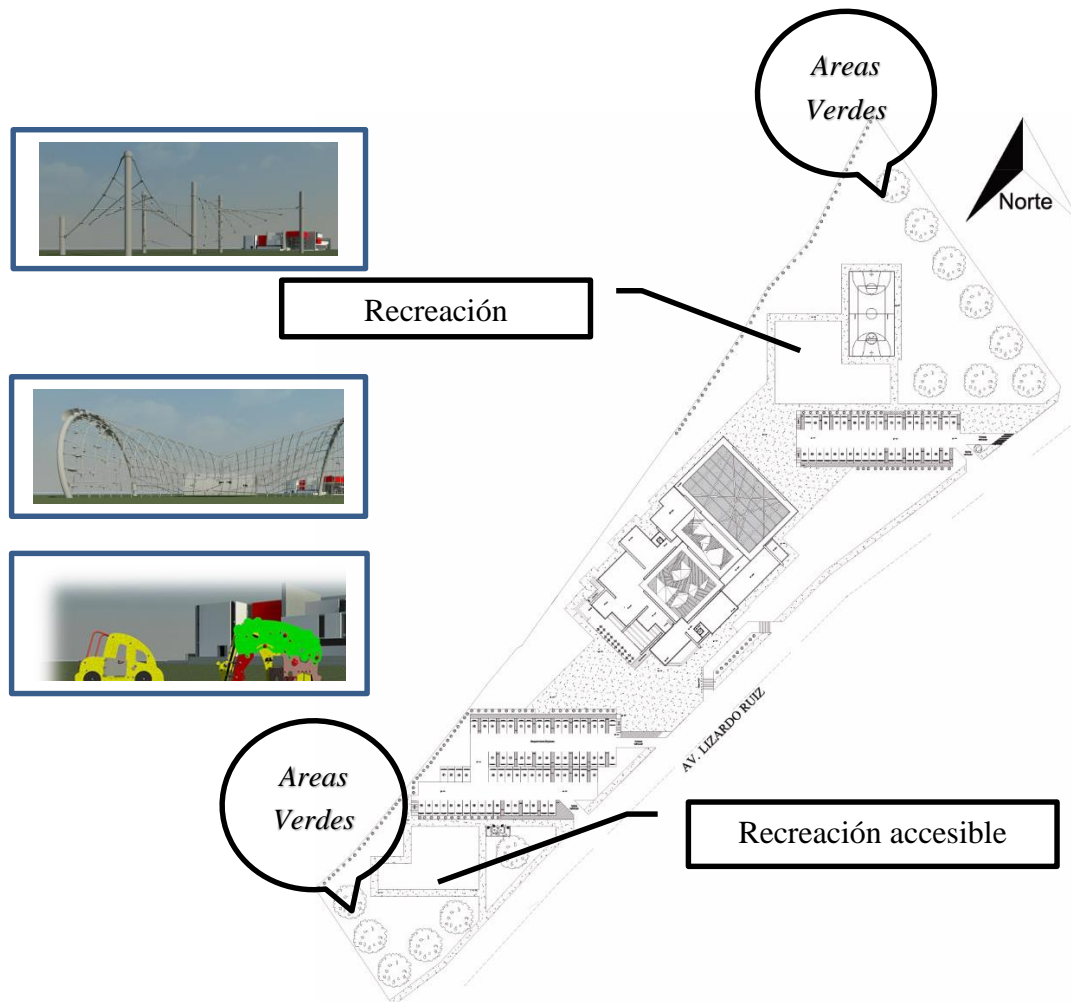 Areas
Verdes
Norte
Recreación
AV. LIZARDO RUIZ
Areas
Verdes
Recreación accesible